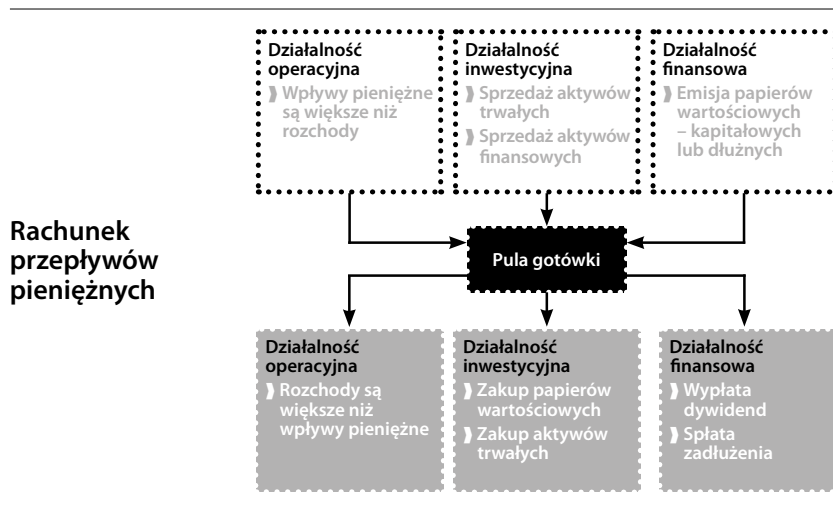 Działalność
operacyjna
❱ Wpływy pieniężne
są większe niż
rozchody
Działalność
inwestycyjna
❱ Sprzedaż aktywów
trwałych
❱ Sprzedaż aktywów
finansowych
Działalność
finansowa
❱ Emisja papierów
wartościowych
– kapitałowych
lub dłużnych
Rachunek
przepływów
pieniężnych
Pula gotówki
Działalność
operacyjna
❱ Rozchody są
większe niż
wpływy pieniężne
Działalność
inwestycyjna
❱ Zakup papierów
wartościowych
❱ Zakup aktywów
trwałych
Działalność
finansowa
❱ Wypłata
dywidend
❱ Spłata
zadłużenia